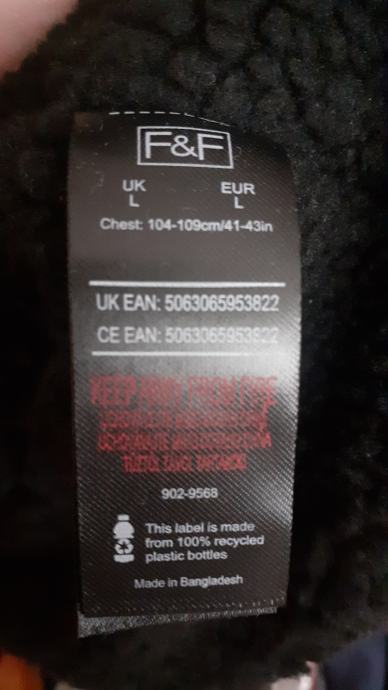 F&F
UK EUR
L L
Chest: 104-109cm/41-43in
UK EAN: 5063065953822
CE EAN: 5063065953822
KEEP AWAY FROM FIRE
902-9568
This label is made
from 100% recycled
plastic bottles
Made in Bangladesh